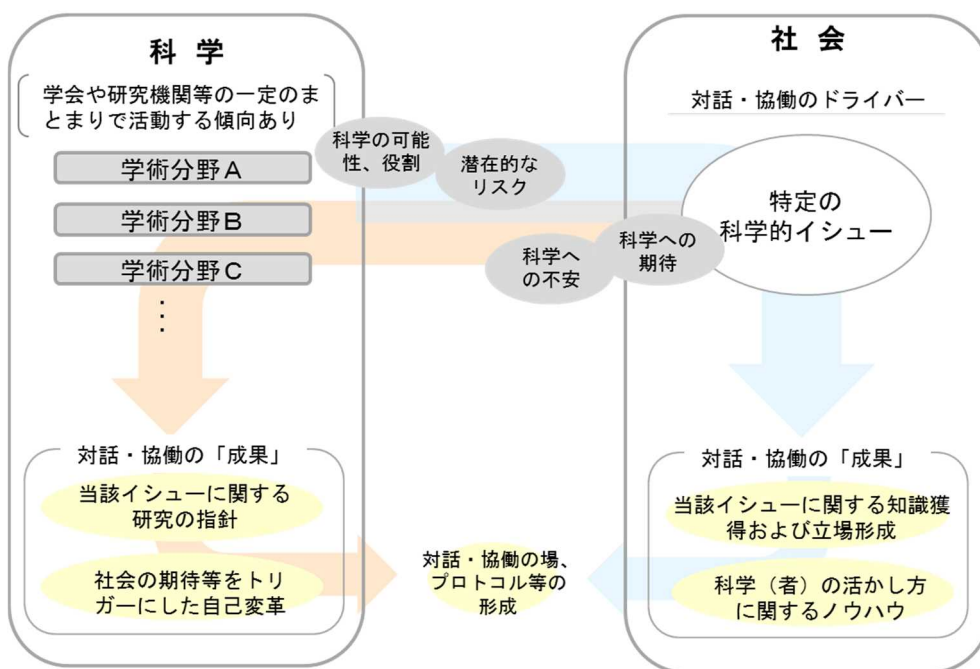 科 学
学会や研究機関等の一定のま
とまりで活動する傾向あり
学術分野A
学術分野B
学術分野C
・・・
科学の可能
性、役割
潜在的な
リスク
科学へ
の不安
科学への
期待
社 会
対話・協働のドライバー
特定の
科学的イシュー
対話・協働の「成果」
当該イシューに関する
研究の指針
社会の期待等をトリ
ガーにした自己変革
対話・協働の場、
プロトコル等の
形成
対話・協働の「成果」
当該イシューに関する知識獲
得および立場形成
科学（者）の活かし方
に関するノウハウ